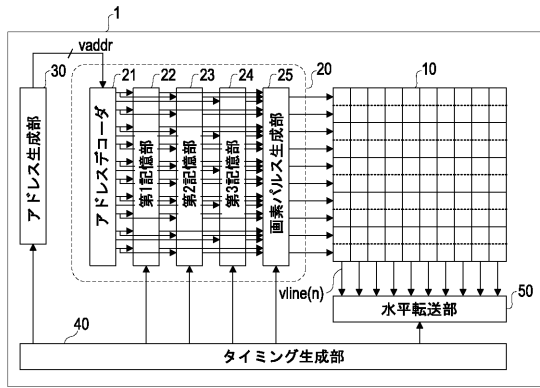 1
vaddr
30
21
22
23
24
25
20
10
アドレス生成部
アドレスデコーダ
第1記憶部
第2記憶部
第3記憶部
画素パルス生成部
vline(n)
50
水平転送部
40
タイミング生成部